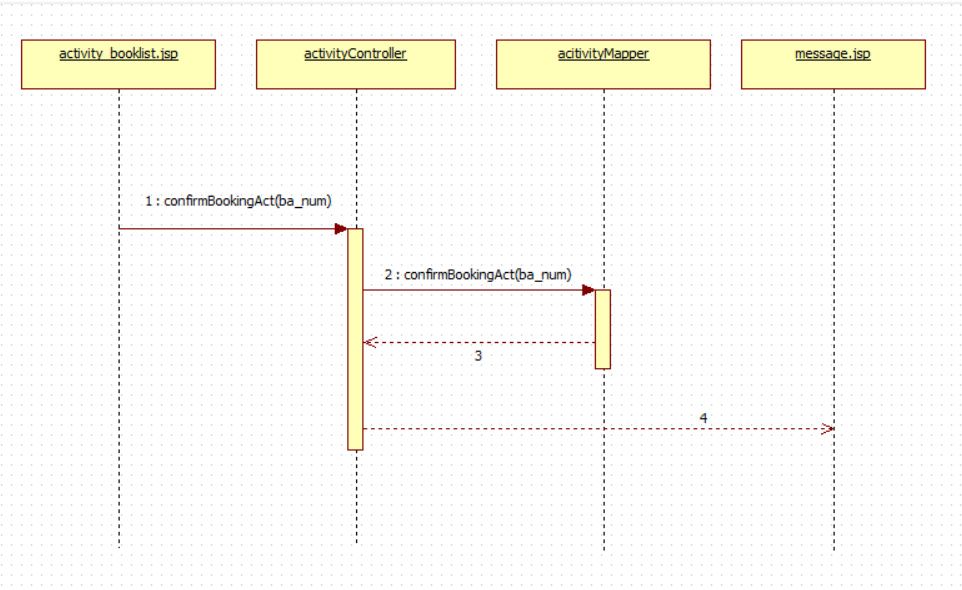 activity_booklist.jsp
activityController
acitivityMapper
message.jsp
1 : confirmBookingAct(ba_num)
2 : confirmBookingAct(ba_num)
3
4